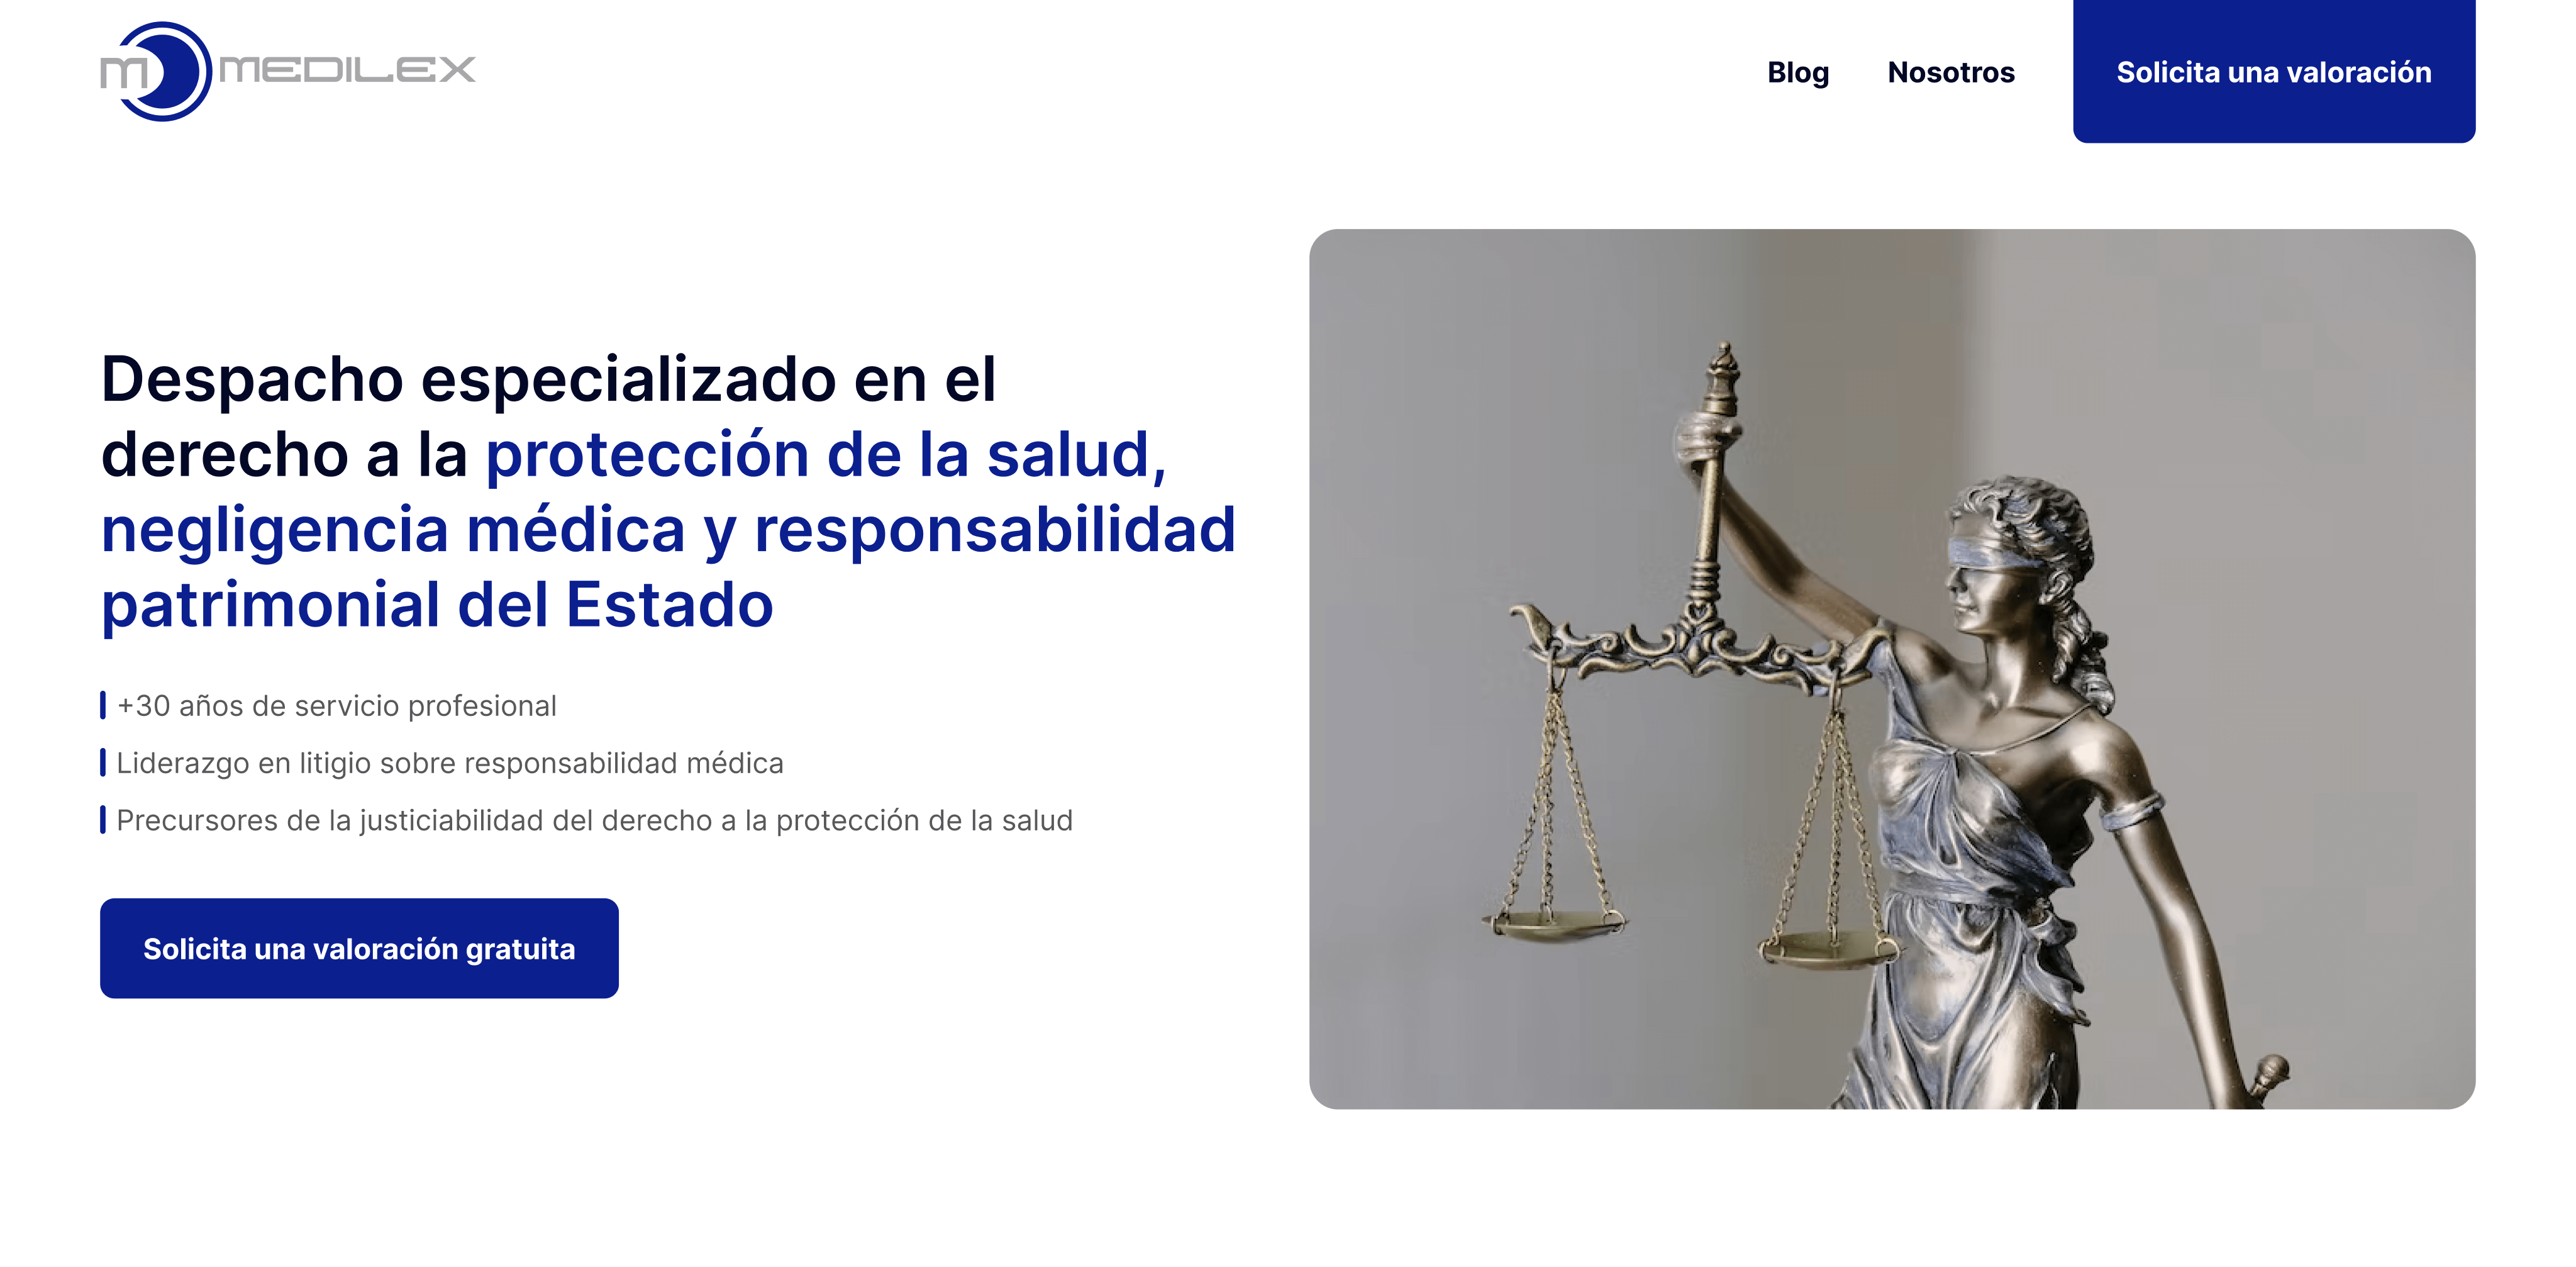 m MEDILEX
Blog
Nosotros
Solicita una valoración
Despacho especializado en el
derecho a la protección de la salud,
negligencia médica y responsabilidad
patrimonial del Estado
+30 años de servicio profesional
Liderazgo en litigio sobre responsabilidad médica
Precursores de la justiciabilidad del derecho a la protección de la salud
Solicita una valoración gratuita